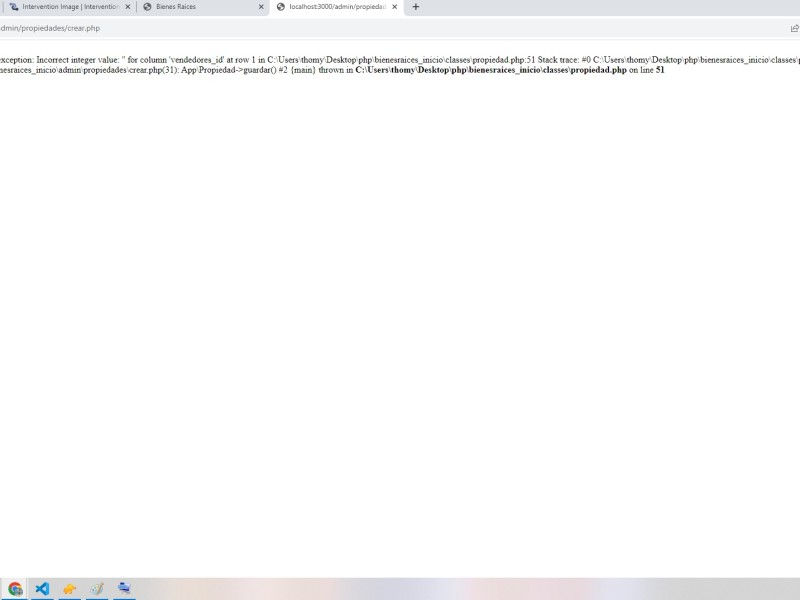 Intervention Image | Interventio
Bienes Raices
localhost:3000/admin/propiedad
dmin/propiedades/crear.php
xception: Incorrect integer value: '' for column 'vendedores_id' at row 1 in C:\Users\thomy\Desktop\php\bienesraices_inicio\classes\propiedad.php:51 Stack trace: #0 C:\Users\thomy\Desktop\php\bienesraices_inicio\classes\p
nesraices_inicio\admin\propiedades\crear.php(31): App\Propiedad->guardar() #2 {main} thrown in C:\Users\thomy\Desktop\php\bienesraices_inicio\classes\propiedad.php on line 51